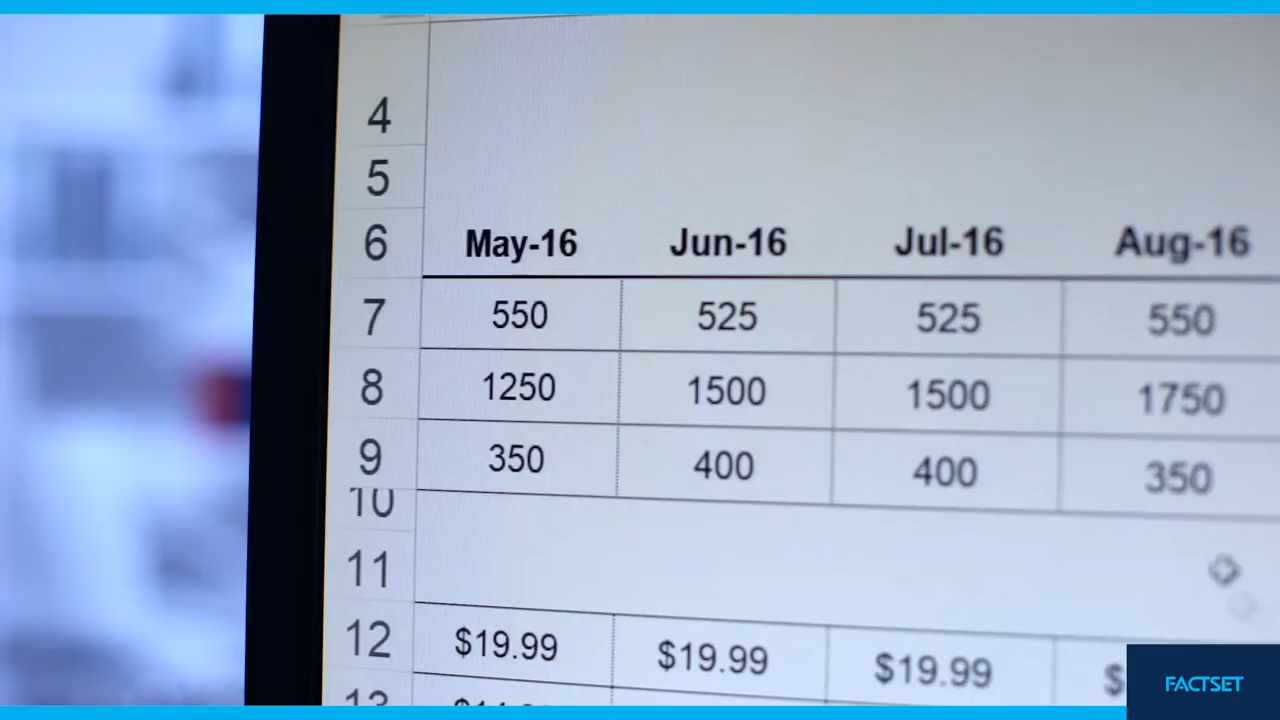 4
5
6 May-16 Jun-16 Jul-16 Aug-16
7 550 525 525 550
8 1250 1500 1500 1750
9 350 400 400 350
10
11
12 $19.99 $19.99 $19.99 $
13
FACTSET